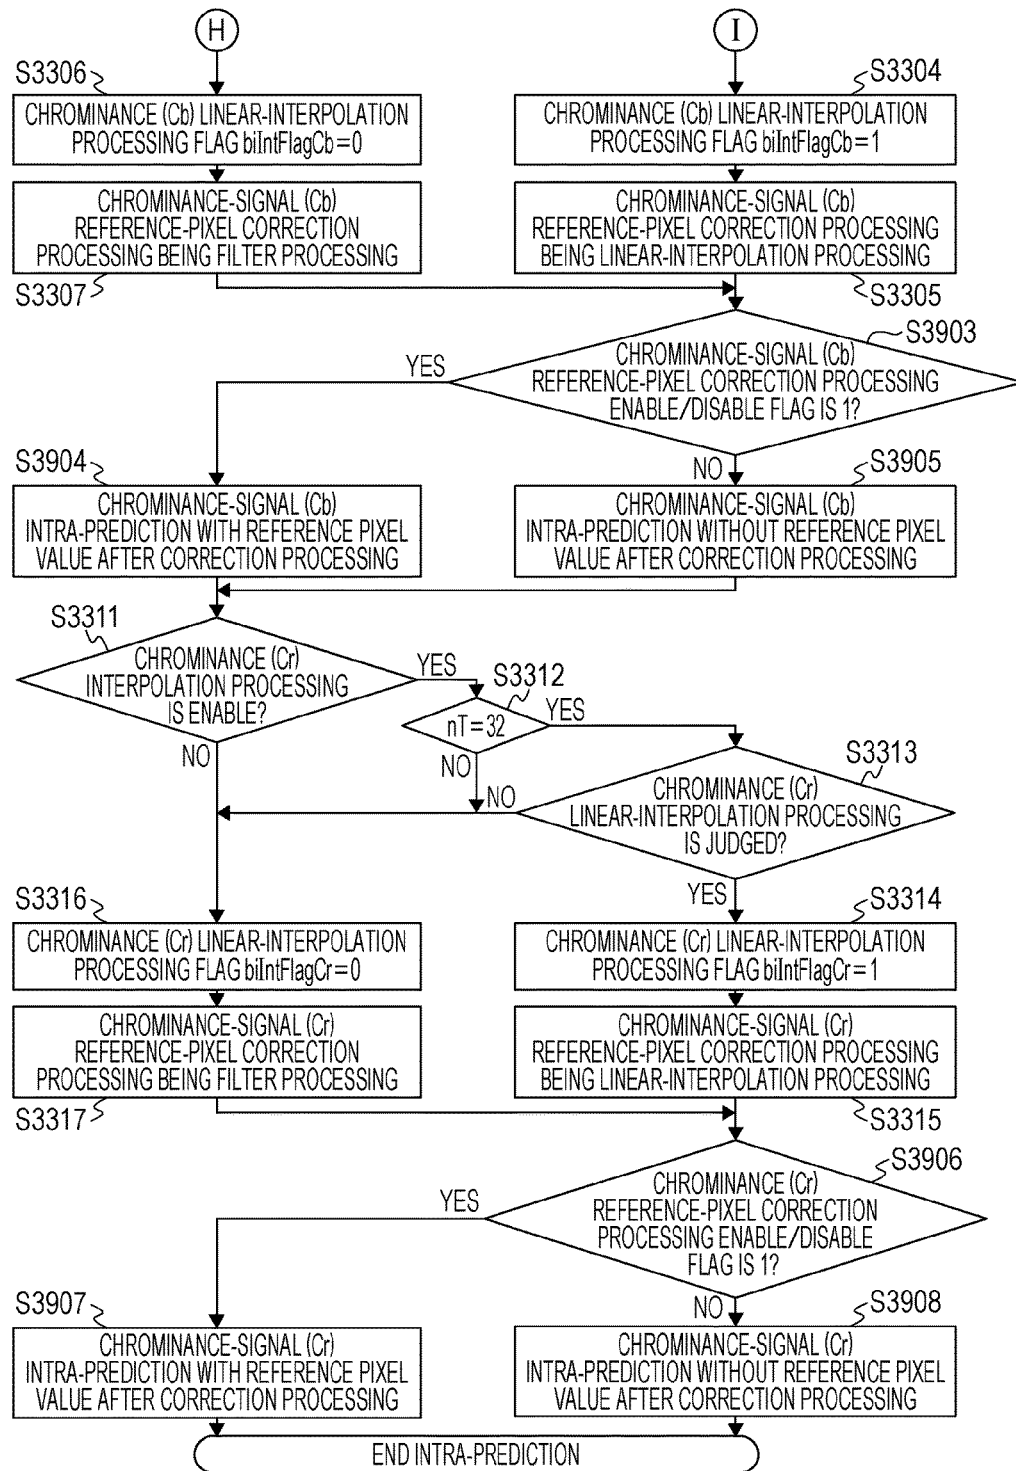 H
I
S3306
S3304
CHROMINANCE (Cb) LINEAR-INTERPOLATION
PROCESSING FLAG biIntFlagCb=0
CHROMINANCE (Cb) LINEAR-INTERPOLATION
PROCESSING FLAG biIntFlagCb=1
CHROMINANCE-SIGNAL (Cb)
REFERENCE-PIXEL CORRECTION
PROCESSING BEING FILTER PROCESSING
CHROMINANCE-SIGNAL (Cb)
REFERENCE-PIXEL CORRECTION PROCESSING
BEING LINEAR-INTERPOLATION PROCESSING
S3307
S3305
S3903
CHROMINANCE-SIGNAL (Cb)
REFERENCE-PIXEL CORRECTION PROCESSING
ENABLE/DISABLE FLAG IS 1?
YES
NO
S3904
S3905
CHROMINANCE-SIGNAL (Cb)
INTRA-PREDICTION WITH REFERENCE PIXEL
VALUE AFTER CORRECTION PROCESSING
CHROMINANCE-SIGNAL (Cb)
INTRA-PREDICTION WITHOUT REFERENCE PIXEL
VALUE AFTER CORRECTION PROCESSING
S3311
CHROMINANCE (Cr)
INTERPOLATION PROCESSING
IS ENABLE?
YES
NO
S3312
nT=32
YES
NO
S3313
CHROMINANCE (Cr)
LINEAR-INTERPOLATION PROCESSING
IS JUDGED?
NO
YES
S3316
S3314
CHROMINANCE (Cr) LINEAR-INTERPOLATION
PROCESSING FLAG biIntFlagCr=0
CHROMINANCE (Cr) LINEAR-INTERPOLATION
PROCESSING FLAG biIntFlagCr=1
CHROMINANCE-SIGNAL (Cr)
REFERENCE-PIXEL CORRECTION
PROCESSING BEING FILTER PROCESSING
CHROMINANCE-SIGNAL (Cr)
REFERENCE-PIXEL CORRECTION PROCESSING
BEING LINEAR-INTERPOLATION PROCESSING
S3317
S3315
S3906
CHROMINANCE (Cr)
REFERENCE-PIXEL CORRECTION
PROCESSING ENABLE/DISABLE
FLAG IS 1?
YES
NO
S3907
S3908
CHROMINANCE-SIGNAL (Cr)
INTRA-PREDICTION WITH REFERENCE PIXEL
VALUE AFTER CORRECTION PROCESSING
CHROMINANCE-SIGNAL (Cr)
INTRA-PREDICTION WITHOUT REFERENCE PIXEL
VALUE AFTER CORRECTION PROCESSING
END INTRA-PREDICTION